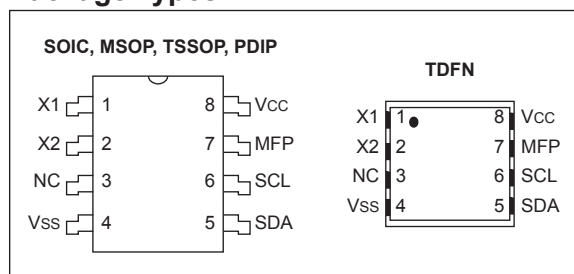 SOIC, MSOP, TSSOP, PDIP
X1 1 8 Vcc
X2 2 7 MFP
NC 3 6 SCL
Vss 4 5 SDA
TDFN
X1 1 8 Vcc
X2 2 7 MFP
NC 3 6 SCL
Vss 4 5 SDA